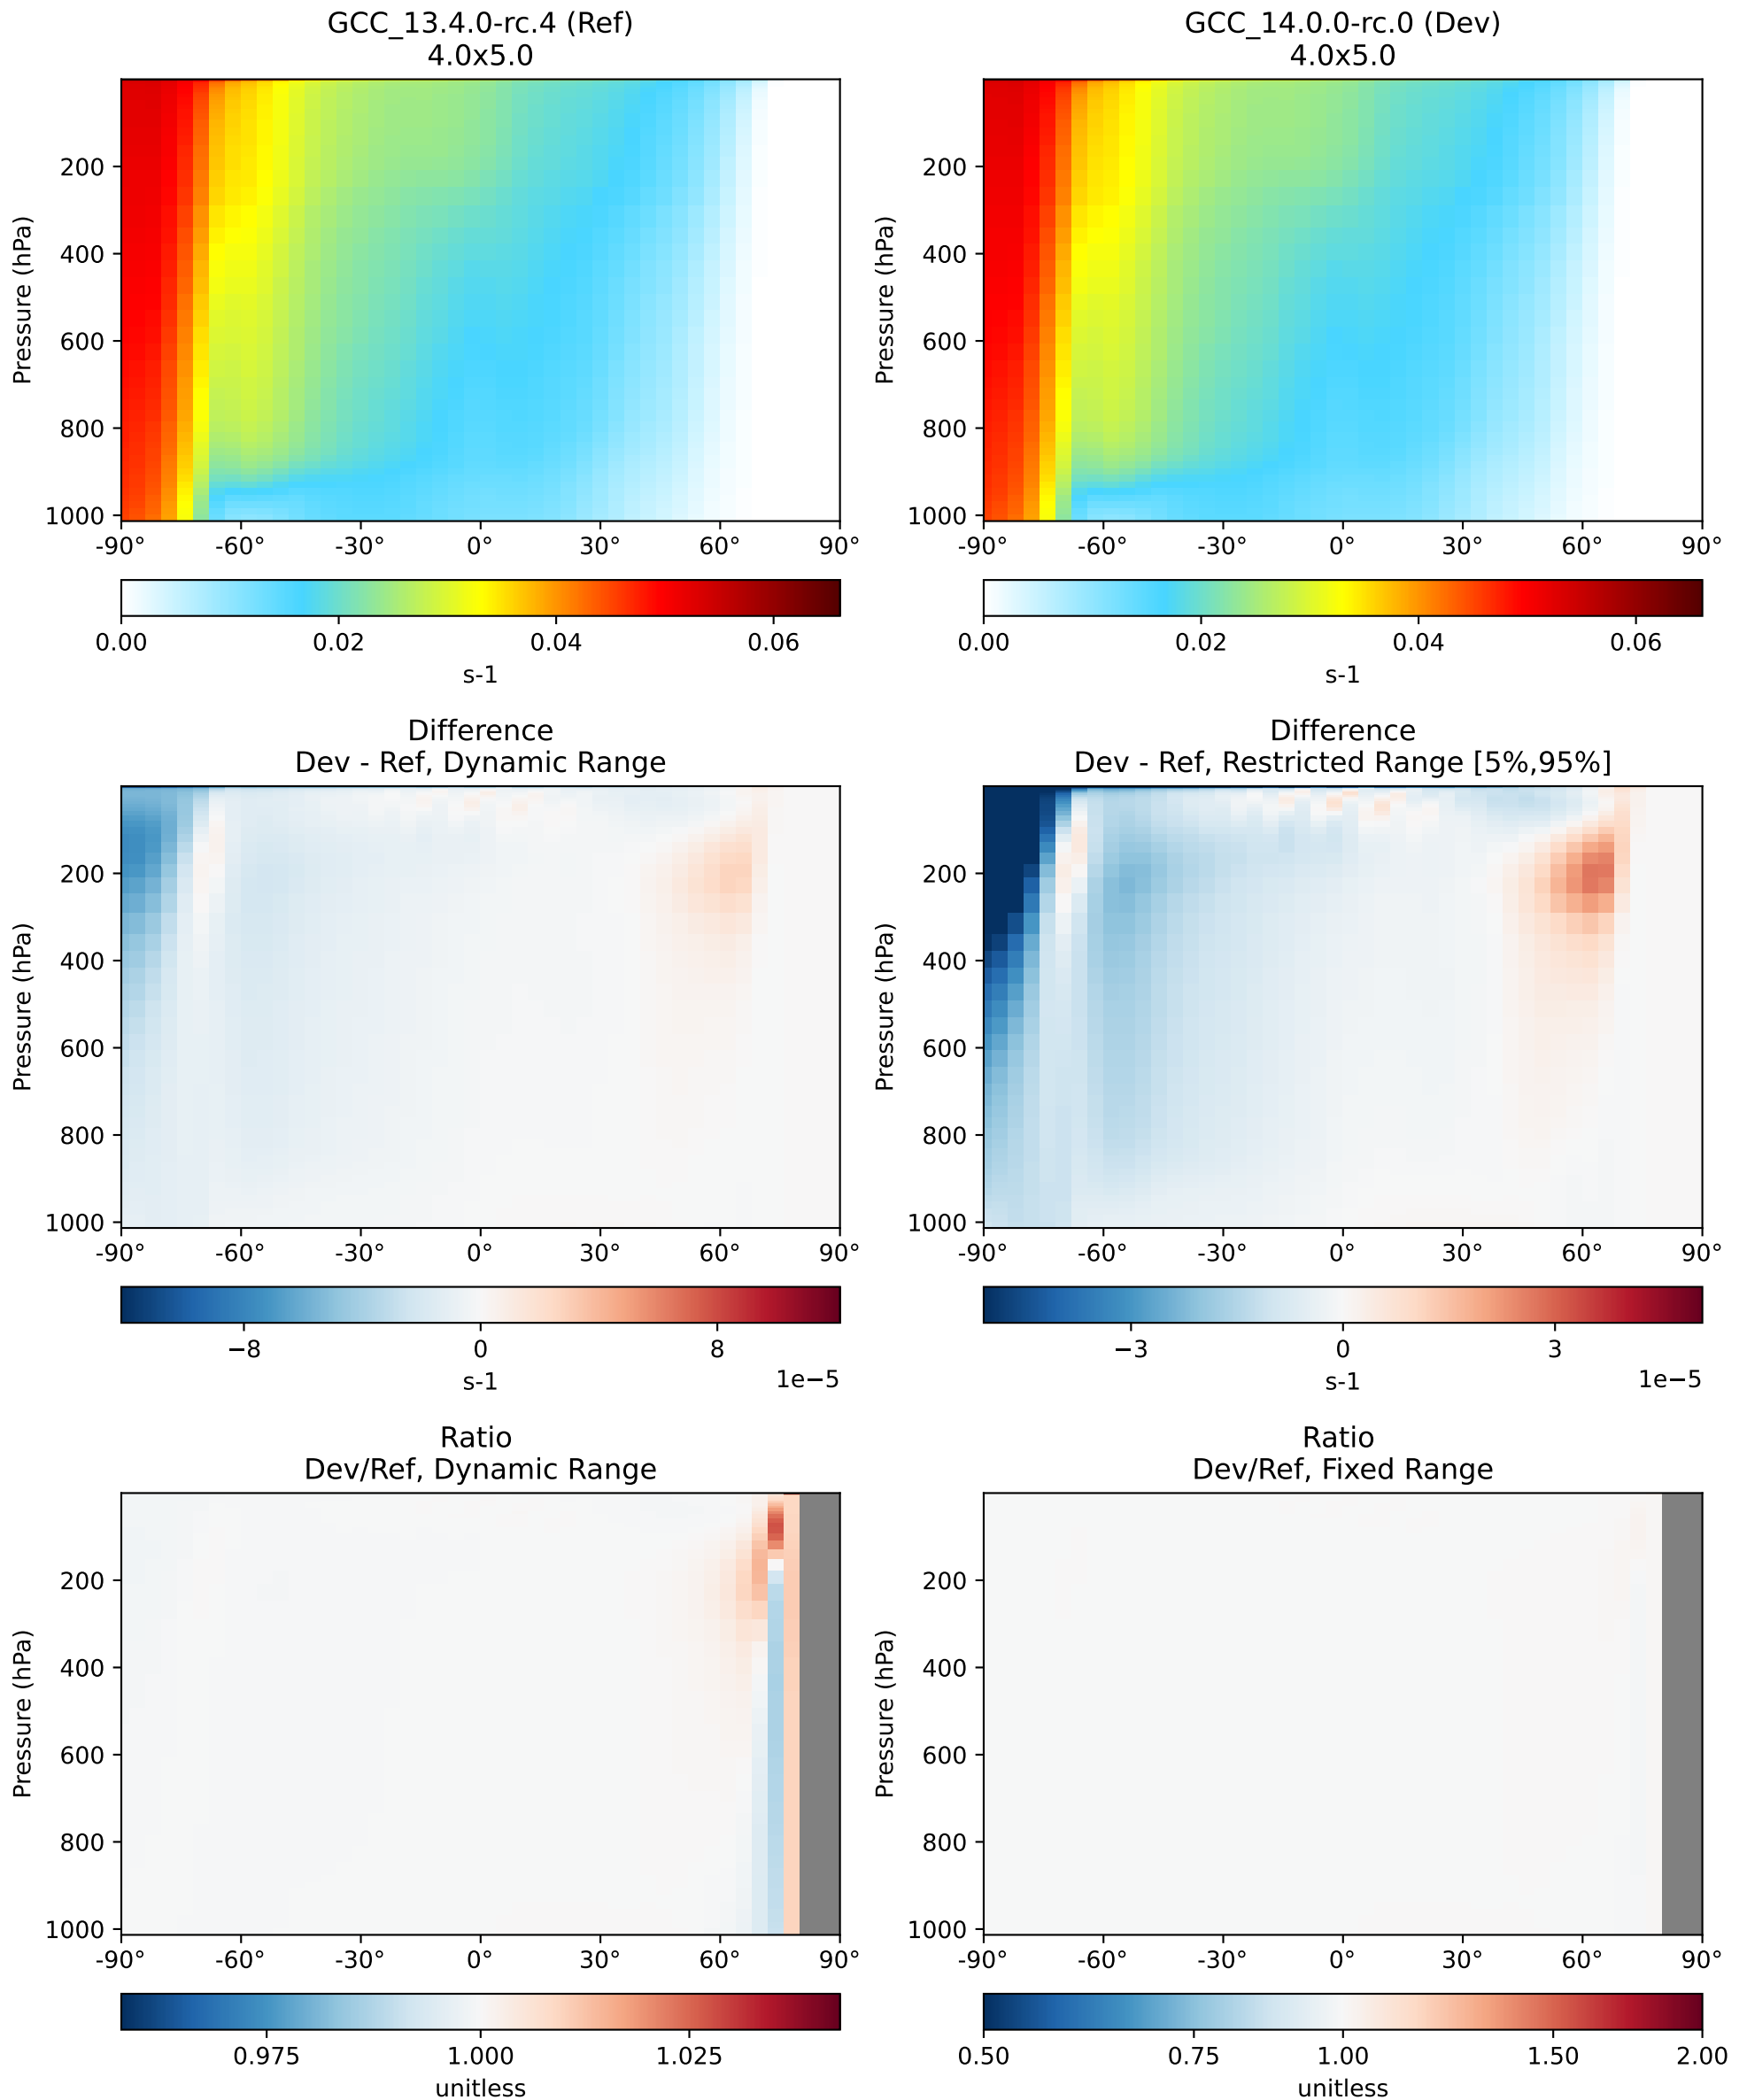 GCC_13.4.0-rc.4 (Ref)
4.0x5.0
Pressure (hPa)
200
400
600
800
1000
-90° -60° -30° 0° 30° 60° 90°
0.00 0.02 0.04 0.06
s-1
GCC_14.0.0-rc.0 (Dev)
4.0x5.0
Pressure (hPa)
200
400
600
800
1000
-90° -60° -30° 0° 30° 60° 90°
0.00 0.02 0.04 0.06
s-1
Difference
Dev - Ref, Dynamic Range
Pressure (hPa)
200
400
600
800
1000
-90° -60° -30° 0° 30° 60° 90°
−8 0 8
s-1 1e−5
Difference
Dev - Ref, Restricted Range [5%,95%]
Pressure (hPa)
200
400
600
800
1000
-90° -60° -30° 0° 30° 60° 90°
−3 0 3
s-1 1e−5
Ratio
Dev/Ref, Dynamic Range
Pressure (hPa)
200
400
600
800
1000
-90° -60° -30° 0° 30° 60° 90°
0.975 1.000 1.025
unitless
Ratio
Dev/Ref, Fixed Range
Pressure (hPa)
200
400
600
800
1000
-90° -60° -30° 0° 30° 60° 90°
0.50 0.75 1.00 1.50 2.00
unitless